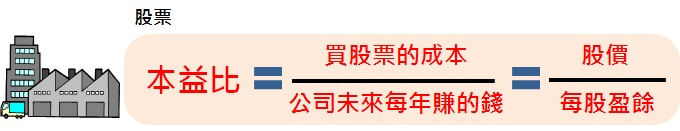 股票
本益比 = 買股票的成本 = 股價
公司未來每年賺的錢 每股盈餘